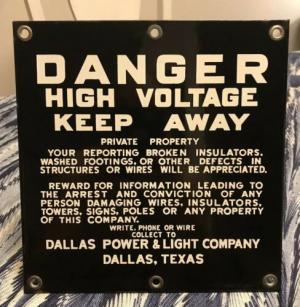 DANGER
HIGH VOLTAGE
KEEP AWAY
PRIVATE PROPERTY
YOUR REPORTING BROKEN INSULATORS,
WASHED FOOTINGS, OR OTHER DEFECTS IN
STRUCTURES OR WIRES WILL BE APPRECIATED.
REWARD FOR INFORMATION LEADING TO
THE ARREST AND CONVICTION OF ANY
PERSON DAMAGING WIRES, INSULATORS,
TOWERS, SIGNS, POLES OR ANY PROPERTY
OF THIS COMPANY.
WRITE, PHONE OR WIRE
COLLECT TO
DALLAS POWER & LIGHT COMPANY
DALLAS, TEXAS